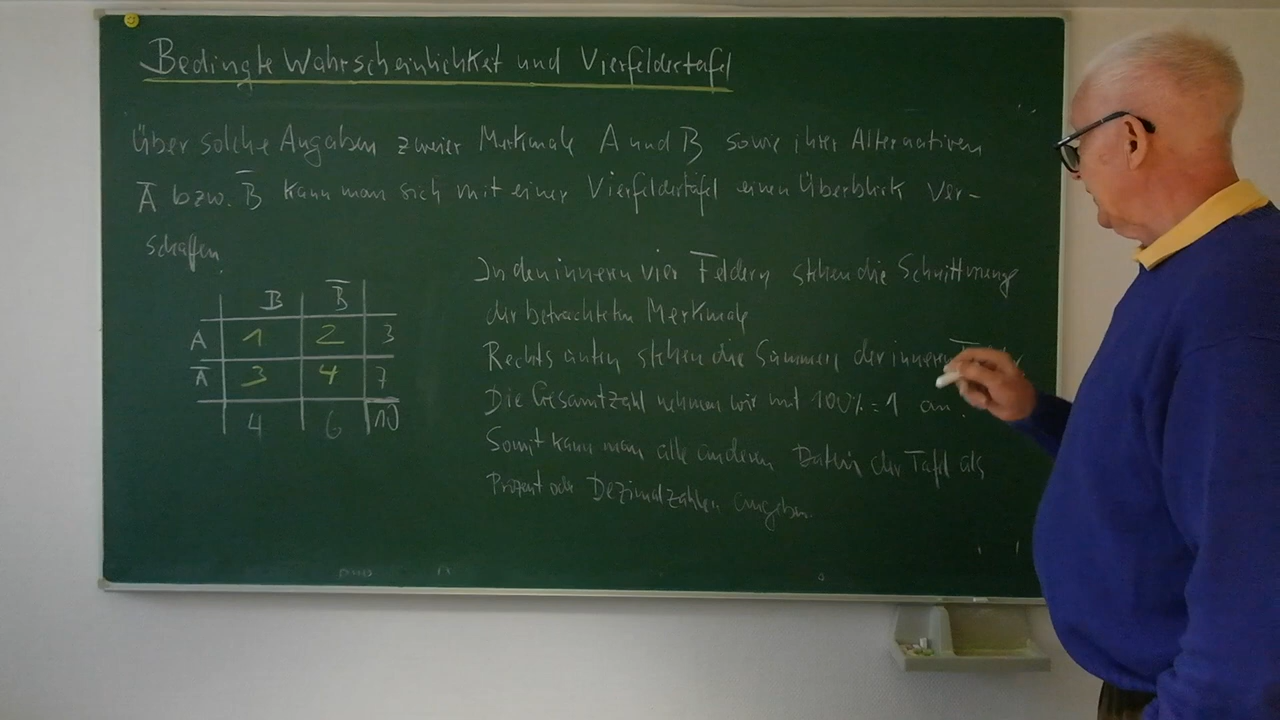 Bedingte Wahrscheinlichkeit und Vierfeldertafel
Über solche Angaben zweier Merkmale A und B sowie ihrer Alternativen
A̅ bzw. B̅ kann man sich mit einer Vierfeldertafel einen Überblick ver-
schaffen.
B B̅
A 1 2 3
A̅ 3 4 7
4 6 10
In den inneren vier Feldern stehen die Schnittmenge
der betrachteten Merkmale
Rechts unten stehen die Summen der inneren
Die Gesamtzahl nehmen wir mit 100% = 1 an.
Somit kann man alle anderen Daten der Tafel als
Prozent oder Dezimalzahlen angeben.